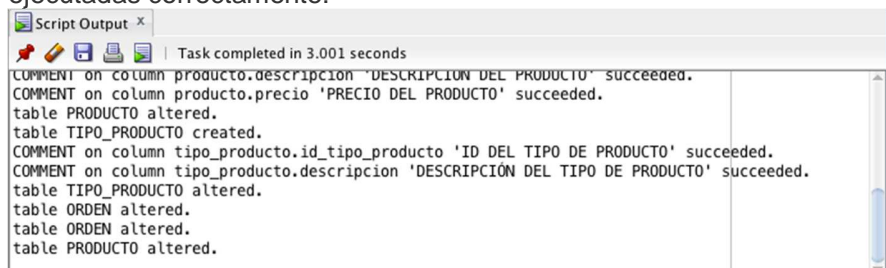 ejecutadas correctamente.
Script Output x
Task completed in 3.001 seconds
COMMENT on column producto.descripcion 'DESCRIPCIÓN DEL PRODUCTO' succeeded.
COMMENT on column producto.precio 'PRECIO DEL PRODUCTO' succeeded.
table PRODUCTO altered.
table TIPO_PRODUCTO created.
COMMENT on column tipo_producto.id_tipo_producto 'ID DEL TIPO DE PRODUCTO' succeeded.
COMMENT on column tipo_producto.descripcion 'DESCRIPCIÓN DEL TIPO DE PRODUCTO' succeeded.
table TIPO_PRODUCTO altered.
table ORDEN altered.
table ORDEN altered.
table PRODUCTO altered.